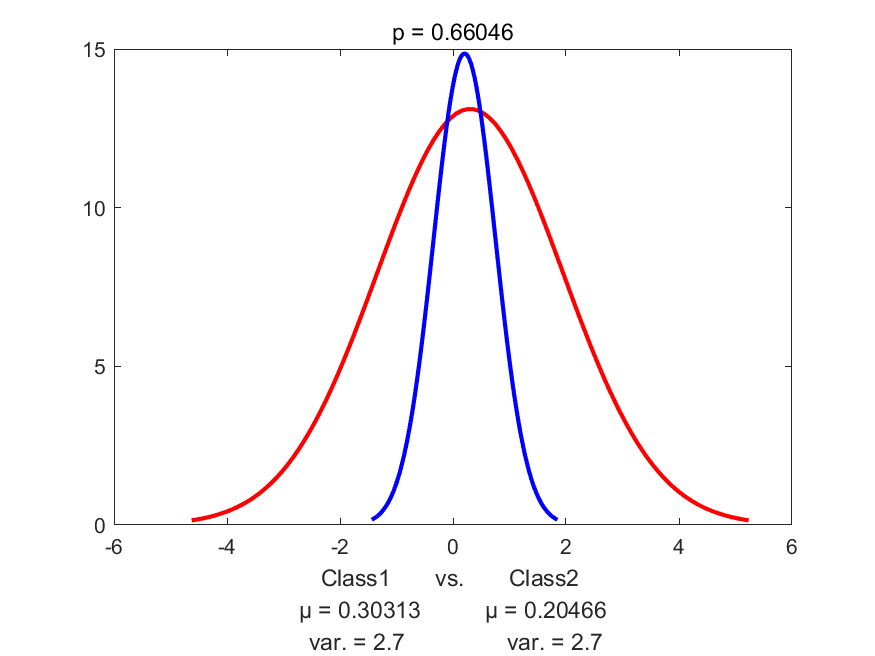 p = 0.66046
15
10
5
0
-6 -4 -2 0 2 4 6
Class1 vs. Class2
μ = 0.30313 μ = 0.20466
var. = 2.7 var. = 2.7